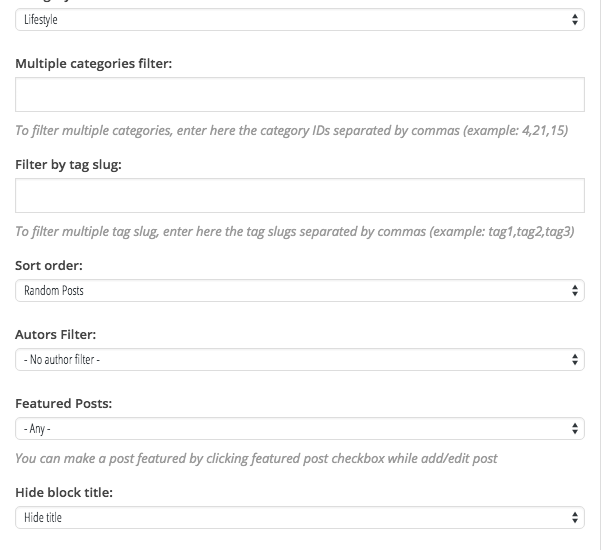 Lifestyle
Multiple categories filter:
To filter multiple categories, enter here the category IDs separated by commas (example: 4,21,15)
Filter by tag slug:
To filter multiple tag slug, enter here the tag slugs separated by commas (example: tag1,tag2,tag3)
Sort order:
Random Posts
Autors Filter:
- No author filter -
Featured Posts:
- Any -
You can make a post featured by clicking featured post checkbox while add/edit post
Hide block title:
Hide title